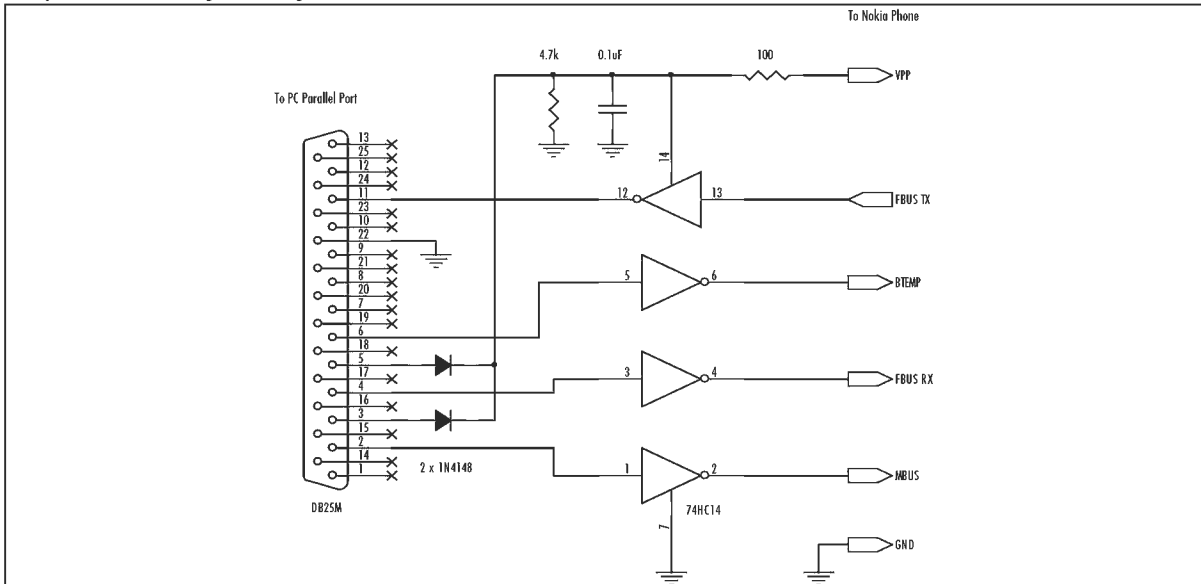 To Nokia Phone
4.7k
0.1uF
100
VPP
To PC Parallel Port
13
25
12
24
11
23
10
22
9
21
8
20
7
19
6
18
5
17
4
16
3
15
2
14
1
DB25M
2 x 1N4148
14
12
13
FBUS TX
5
6
BTEMP
3
4
FBUS RX
1
2
MBUS
7
74HC14
GND